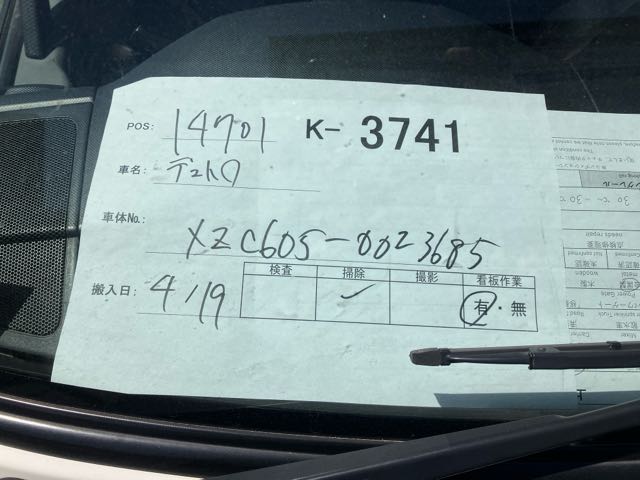 POS: 14701 K- 3741
車名: デュトロ
車体No.: XZC605-0023685
検査 掃除 撮影 看板作業
搬入日: 4/19 ✓ 有・無